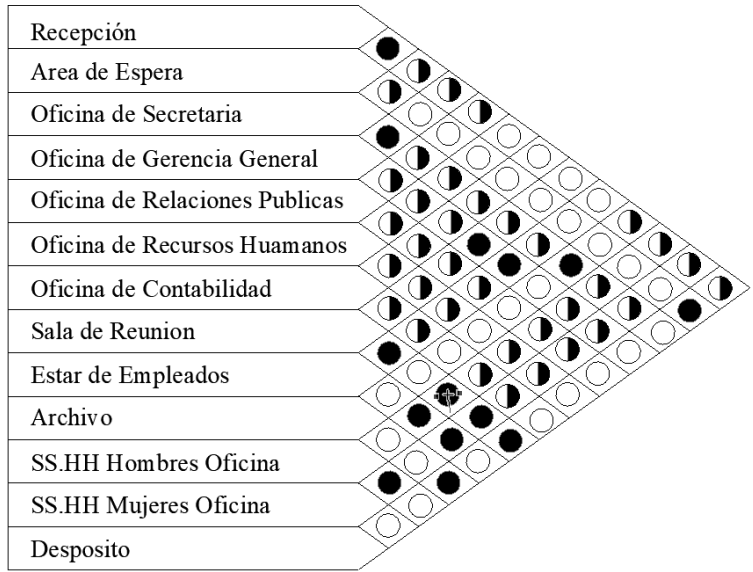 Recepción
Area de Espera
Oficina de Secretaria
Oficina de Gerencia General
Oficina de Relaciones Publicas
Oficina de Recursos Huamanos
Oficina de Contabilidad
Sala de Reunion
Estar de Empleados
Archivo
SS.HH Hombres Oficina
SS.HH Mujeres Oficina
Desposito